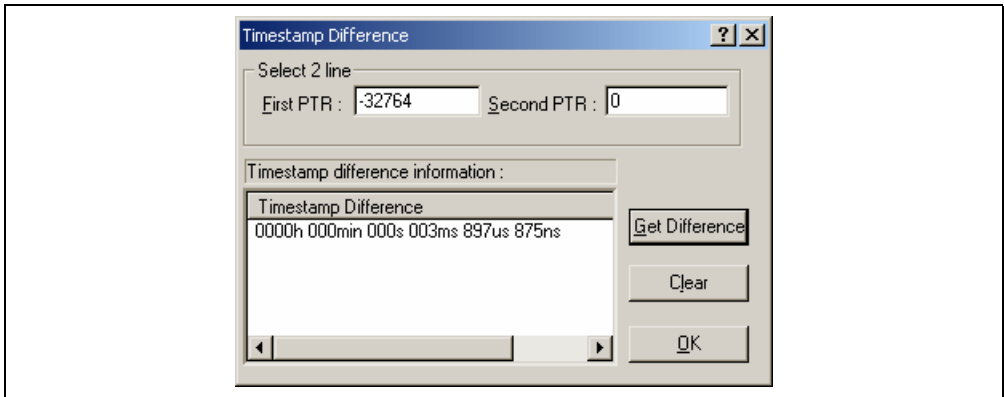 Timestamp Difference
Select 2 line
First PTR : -32764 Second PTR : 0
Timestamp difference information :
Timestamp Difference
0000h 000min 000s 003ms 897us 875ns
Get Difference
Clear
OK